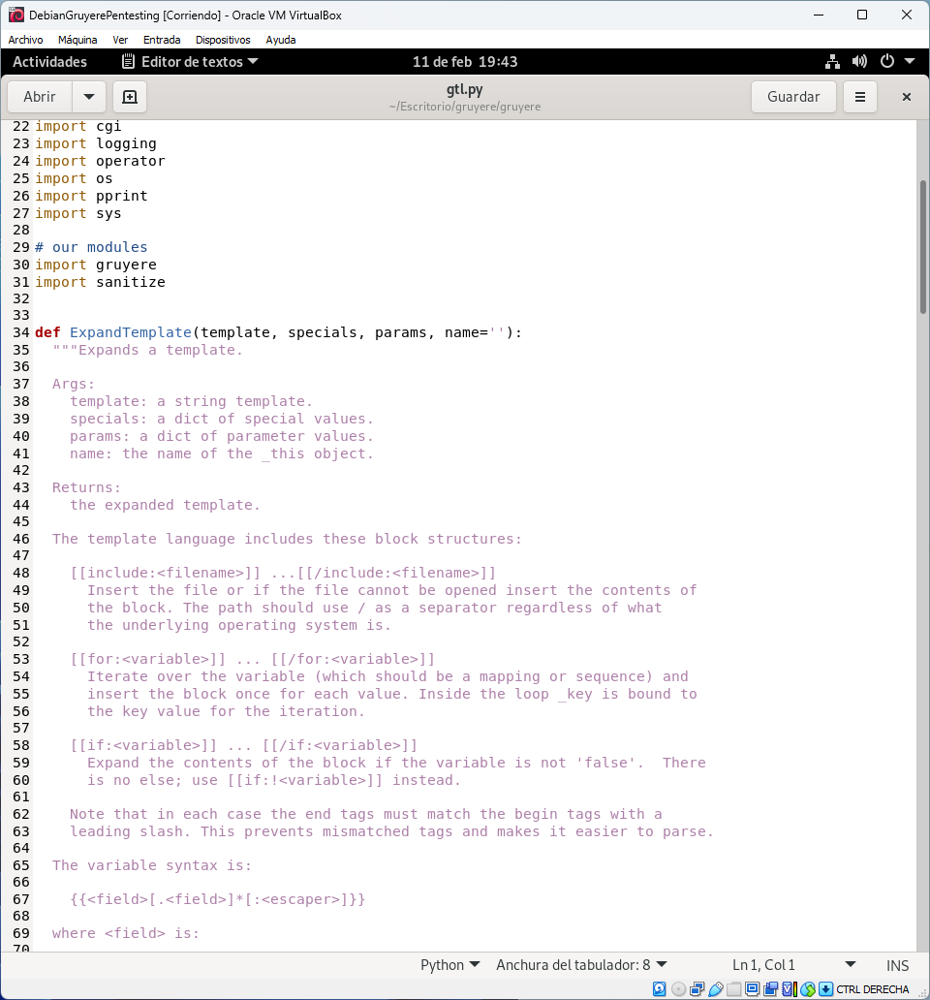 DebianGruyerePentesting [Corriendo] - Oracle VM VirtualBox
Archivo Máquina Ver Entrada Dispositivos Ayuda
Actividades Editor de textos 11 de feb 19:43
Abrir gtl.py Guardar
~/Escritorio/gruyere/gruyere
22 import cgi
23 import logging
24 import operator
25 import os
26 import pprint
27 import sys
28
29 # our modules
30 import gruyere
31 import sanitize
32
33
34 def ExpandTemplate(template, specials, params, name=''):
35   """Expands a template.
36
37   Args:
38     template: a string template.
39     specials: a dict of special values.
40     params: a dict of parameter values.
41     name: the name of the _this object.
42
43   Returns:
44     the expanded template.
45
46   The template language includes these block structures:
47
48     [[include:<filename>]] ...[[/include:<filename>]]
49       Insert the file or if the file cannot be opened insert the contents of
50       the block. The path should use / as a separator regardless of what
51       the underlying operating system is.
52
53     [[for:<variable>]] ... [[/for:<variable>]]
54       Iterate over the variable (which should be a mapping or sequence) and
55       insert the block once for each value. Inside the loop _key is bound to
56       the key value for the iteration.
57
58     [[if:<variable>]] ... [[/if:<variable>]]
59       Expand the contents of the block if the variable is not 'false'.  There
60       is no else; use [[if:!<variable>]] instead.
61
62     Note that in each case the end tags must match the begin tags with a
63     leading slash. This prevents mismatched tags and makes it easier to parse.
64
65   The variable syntax is:
66
67     {{<field>[.<field>]*[:<escaper>]}}
68
69   where <field> is:
70
Python Anchura del tabulador: 8 Ln 1, Col 1 INS
CTRL DERECHA